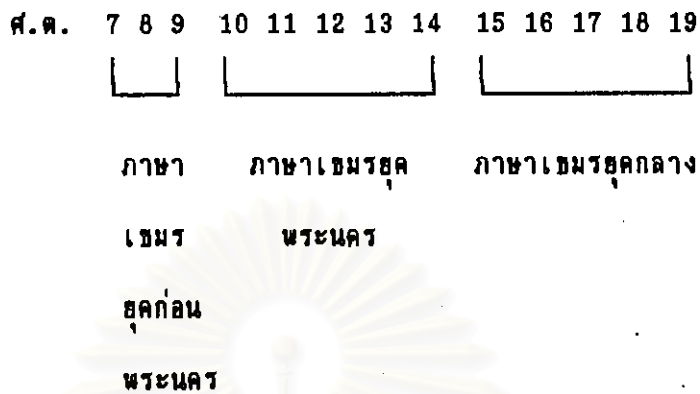 ศ.ต. 7 8 9 10 11 12 13 14 15 16 17 18 19
ภาษา ภาษาเขมรยุค ภาษาเขมรยุคกลาง
เขมร พระนคร
ยุคก่อน
พระนคร